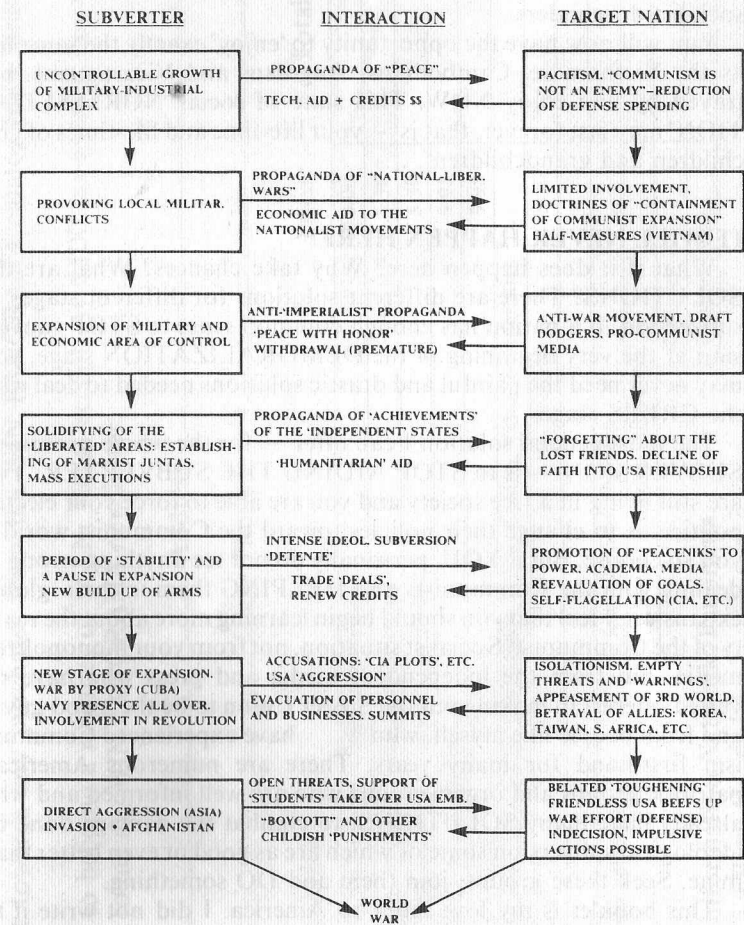 SUBVERTER
INTERACTION
TARGET NATION
UNCONTROLLABLE GROWTH
OF MILITARY-INDUSTRIAL
COMPLEX
PROPAGANDA OF "PEACE"
TECH. AID + CREDITS $$
PACIFISM. "COMMUNISM IS
NOT AN ENEMY"–REDUCTION
OF DEFENSE SPENDING
PROVOKING LOCAL MILITAR.
CONFLICTS
PROPAGANDA OF "NATIONAL-LIBER.
WARS"
ECONOMIC AID TO THE
NATIONALIST MOVEMENTS
LIMITED INVOLVEMENT,
DOCTRINES OF "CONTAINMENT
OF COMMUNIST EXPANSION"
HALF-MEASURES (VIETNAM)
EXPANSION OF MILITARY AND
ECONOMIC AREA OF CONTROL
ANTI-'IMPERIALIST' PROPAGANDA
'PEACE WITH HONOR'
WITHDRAWAL (PREMATURE)
ANTI-WAR MOVEMENT, DRAFT
DODGERS, PRO-COMMUNIST
MEDIA
SOLIDIFYING OF THE
'LIBERATED' AREAS: ESTABLISH-
ING OF MARXIST JUNTAS,
MASS EXECUTIONS
PROPAGANDA OF 'ACHIEVEMENTS'
OF THE 'INDEPENDENT' STATES
'HUMANITARIAN' AID
"FORGETTING" ABOUT THE
LOST FRIENDS. DECLINE OF
FAITH INTO USA FRIENDSHIP
PERIOD OF 'STABILITY' AND
A PAUSE IN EXPANSION
NEW BUILD UP OF ARMS
INTENSE IDEOL. SUBVERSION
'DETENTE'
TRADE 'DEALS',
RENEW CREDITS
PROMOTION OF 'PEACENIKS' TO
POWER, ACADEMIA, MEDIA
REEVALUATION OF GOALS.
SELF-FLAGELLATION (CIA, ETC.)
NEW STAGE OF EXPANSION.
WAR BY PROXY (CUBA)
NAVY PRESENCE ALL OVER.
INVOLVEMENT IN REVOLUTION
ACCUSATIONS: 'CIA PLOTS', ETC.
USA 'AGGRESSION'
EVACUATION OF PERSONNEL
AND BUSINESSES. SUMMITS
ISOLATIONISM. EMPTY
THREATS AND 'WARNINGS'.
APPEASEMENT OF 3RD WORLD,
BETRAYAL OF ALLIES: KOREA,
TAIWAN, S. AFRICA, ETC.
DIRECT AGGRESSION (ASIA)
INVASION • AFGHANISTAN
OPEN THREATS, SUPPORT OF
'STUDENTS' TAKE OVER USA EMB.
"BOYCOTT" AND OTHER
CHILDISH 'PUNISHMENTS'
BELATED 'TOUGHENING'
FRIENDLESS USA BEEFS UP
WAR EFFORT (DEFENSE)
INDECISION, IMPULSIVE
ACTIONS POSSIBLE
WORLD
WAR